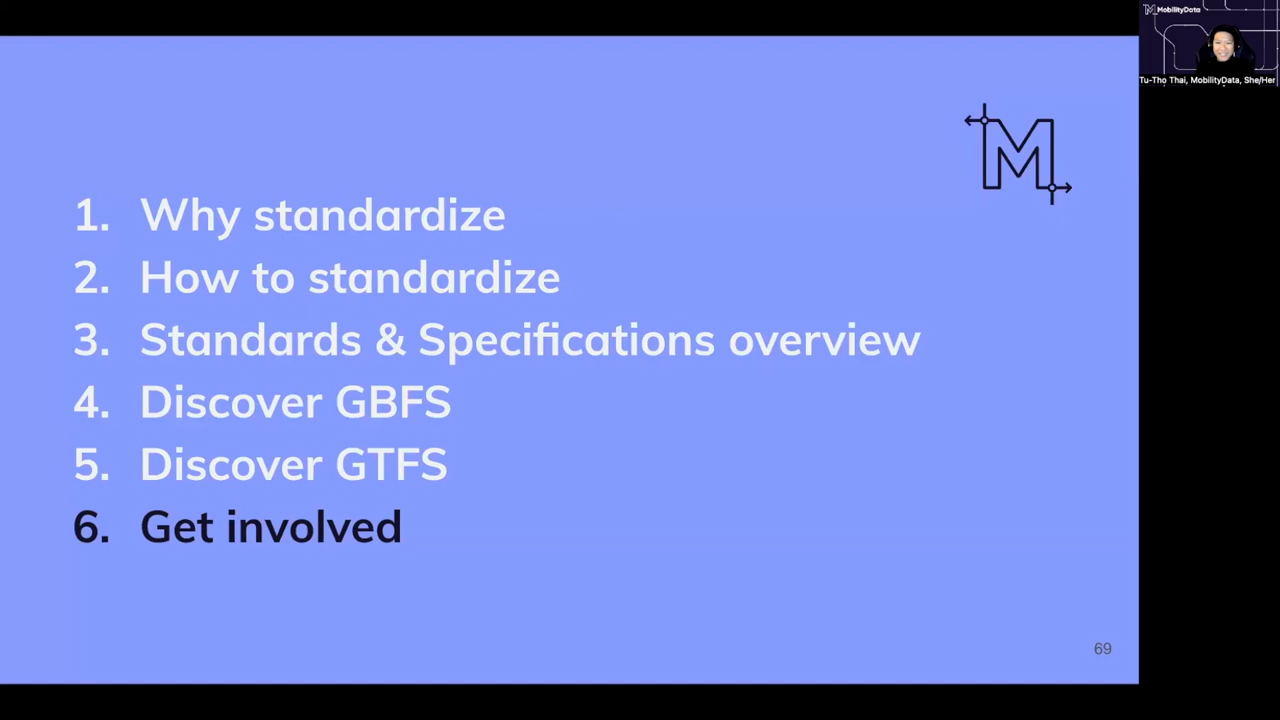 MobilityData
Tu-Tho Thai, MobilityData, She/Her
M
1. Why standardize
2. How to standardize
3. Standards & Specifications overview
4. Discover GBFS
5. Discover GTFS
6. Get involved
69